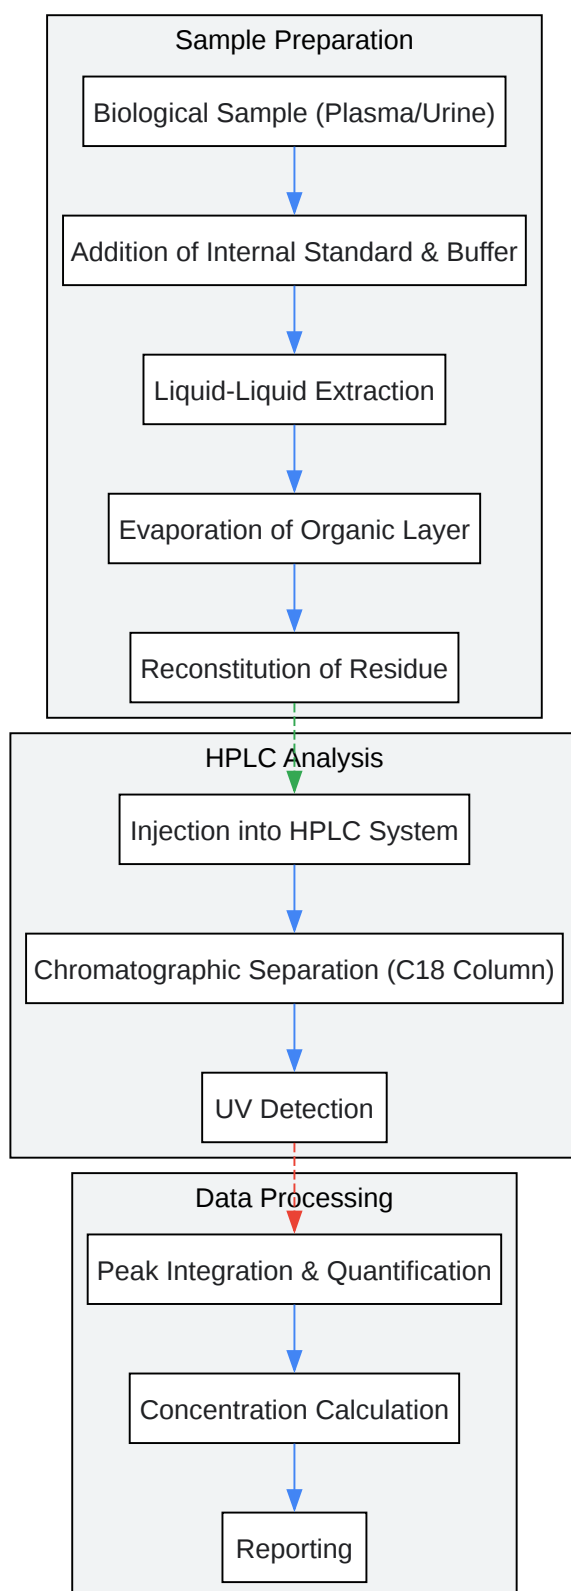 Sample Preparation
Biological Sample (Plasma/Urine)
Addition of Internal Standard & Buffer
Liquid-Liquid Extraction
Evaporation of Organic Layer
Reconstitution of Residue
HPLC Analysis
Injection into HPLC System
Chromatographic Separation (C18 Column)
UV Detection
Data Processing
Peak Integration & Quantification
Concentration Calculation
Reporting